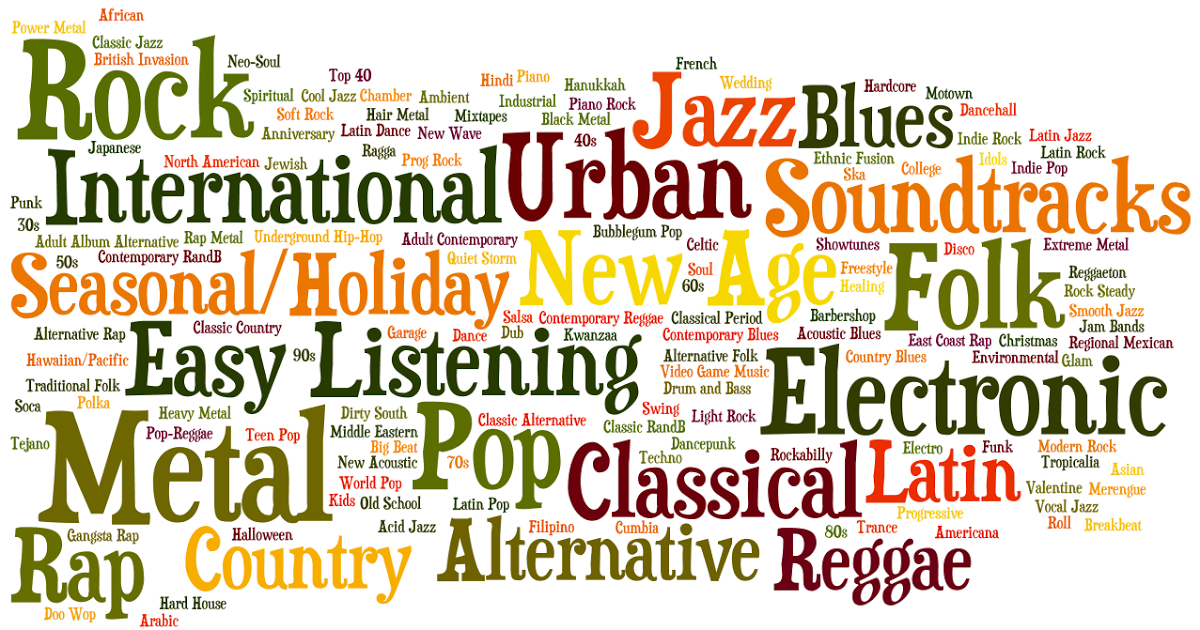 African
Power Metal
Classic Jazz
British Invasion
Rock
Neo-Soul
Top 40
Spiritual
Cool Jazz
Chamber
Ambient
Hindi
Piano
Hanukkah
French
Wedding
Hardcore
Motown
Soft Rock
Hair Metal
Mixtapes
Industrial
Piano Rock
Black Metal
Jazz
Blues
Dancehall
Anniversary
Latin Dance
New Wave
40s
Indie Rock
Latin Jazz
Latin Rock
Japanese
North American
Jewish
Ragga
Prog Rock
Ethnic Fusion
Ska
College
Idols
Indie Pop
International
Urban
Soundtracks
Punk
30s
Adult Album Alternative
Rap Metal
Underground Hip-Hop
Adult Contemporary
Bubblegum Pop
Celtic
Showtunes
Disco
Extreme Metal
50s
Contemporary RandB
Quiet Storm
Soul
60s
Freestyle
Healing
Reggaeton
Rock Steady
Seasonal/Holiday
New Age
Folk
Smooth Jazz
Jam Bands
Regional Mexican
Salsa
Contemporary Reggae
Classical Period
Barbershop
Alternative Rap
Classic Country
Garage
Dance
Dub
Kwanzaa
Contemporary Blues
Acoustic Blues
East Coast Rap
Christmas
Hawaiian/Pacific
Easy Listening
90s
Alternative Folk
Country Blues
Environmental
Glam
Video Game Music
Traditional Folk
Drum and Bass
Electronic
Soca
Polka
Heavy Metal
Dirty South
Classic Alternative
Swing
Light Rock
Classic RandB
Tejano
Metal
Pop-Reggae
Teen Pop
Middle Eastern
Big Beat
Pop
Dancepunk
Techno
Rockabilly
Electro
Funk
Modern Rock
New Acoustic
70s
Tropicalia
Asian
World Pop
Classical
Latin
Kids
Old School
Latin Pop
Valentine
Merengue
Vocal Jazz
Progressive
Roll
Breakbeat
Rap
Gangsta Rap
Country
Halloween
Acid Jazz
Alternative
Filipino
Cumbia
Reggae
80s
Trance
Americana
Hard House
Doo Wop
Arabic